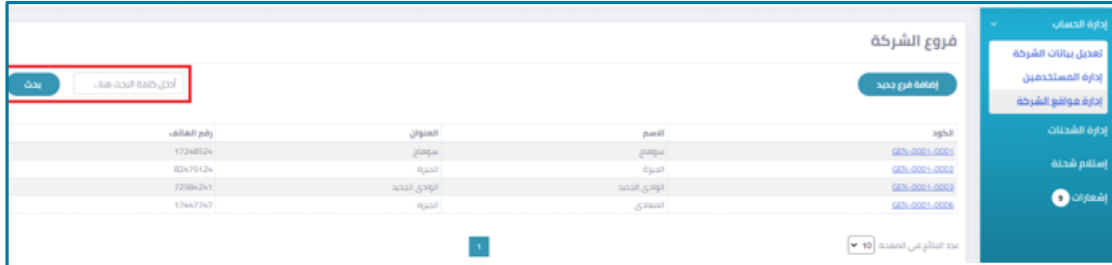 إدارة الحساب
تعديل بيانات الشركة
إدارة المستخدمين
إدارة مواقع الشركة
إدارة الشحنات
إستلام شحنة
إشعارات 9
فروع الشركة
إضافة فرع جديد
أدخل كلمة البحث هنا...
بحث
الكود الاسم العنوان رقم الهاتف
GEN-0001-0001 سوهاج سوهاج 17248524
GEN-0001-0002 الجيزة الجيزة 82475124
GEN-0001-0003 الوادي الجديد الوادي الجديد 72584241
GEN-0001-0006 المعادي الجيزه 17447747
عدد النتائج في الصفحة 10
1